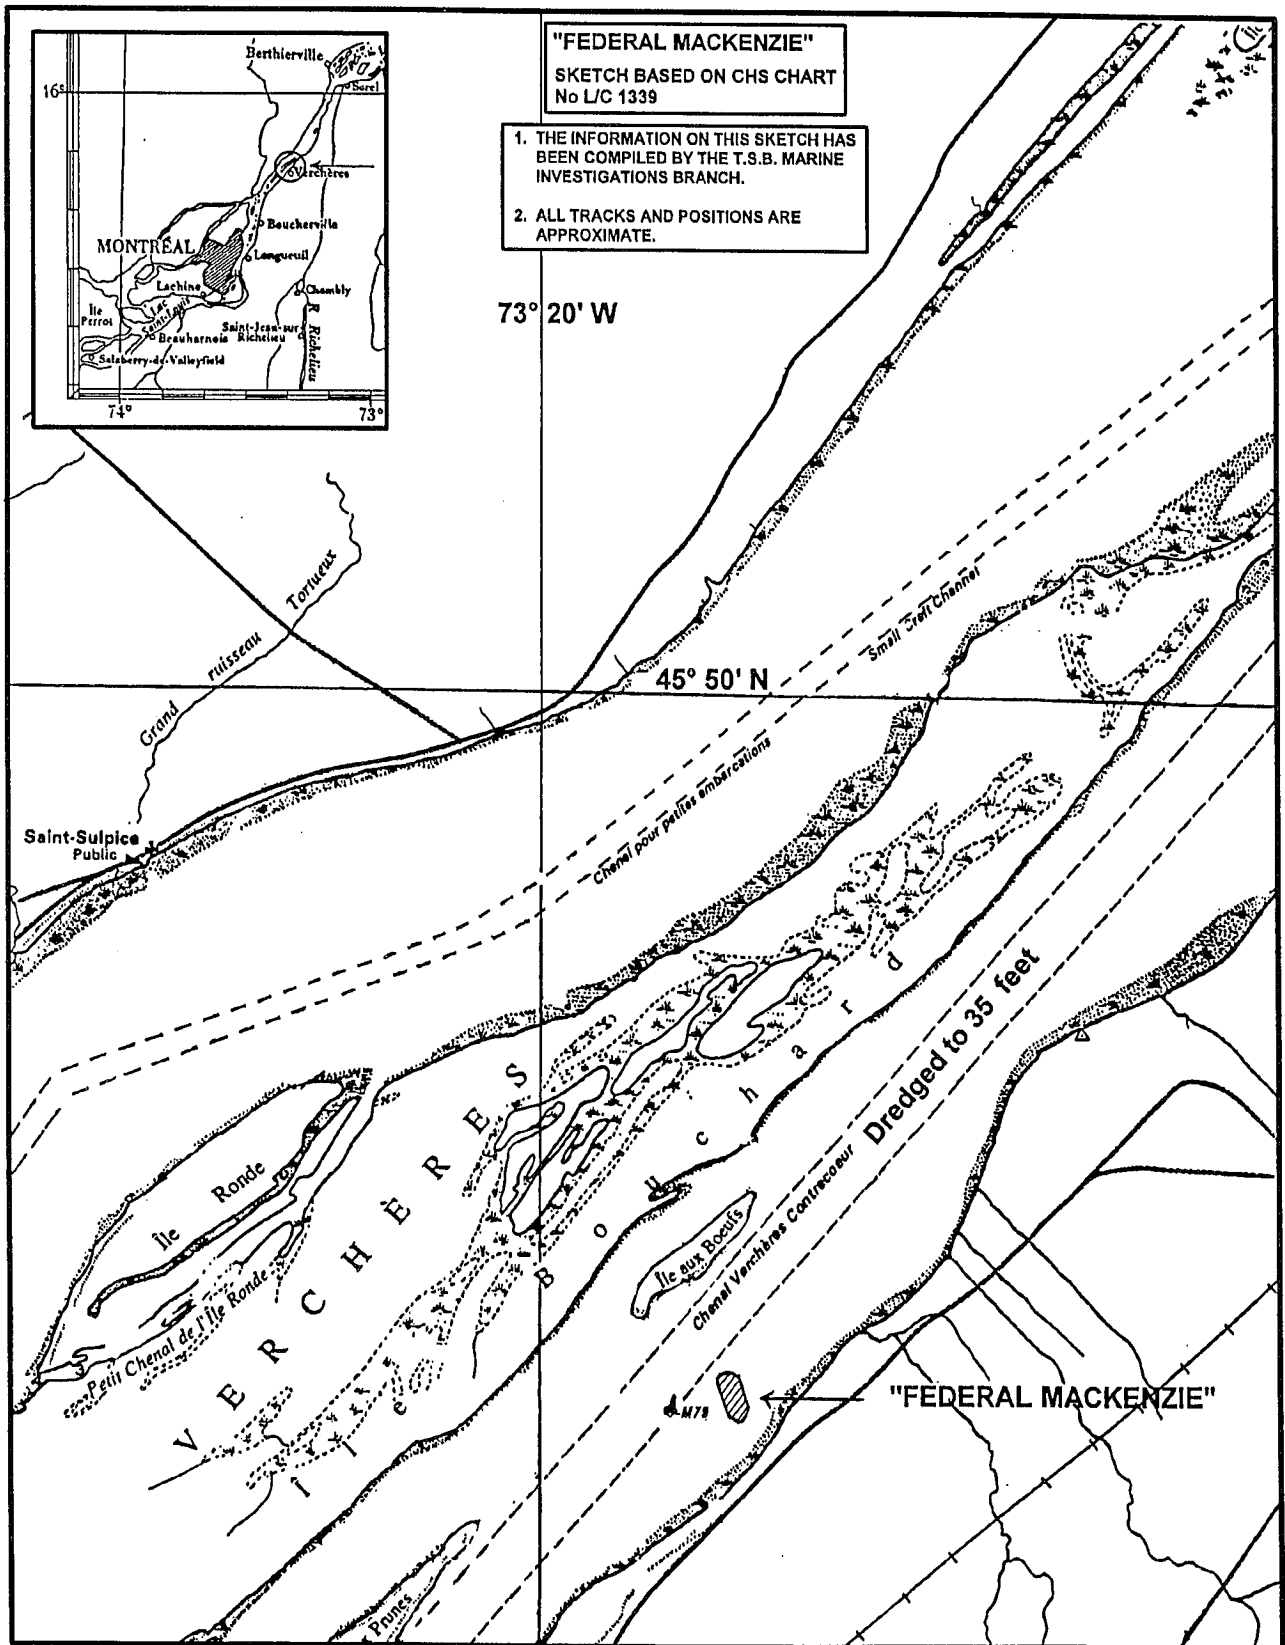 "FEDERAL MACKENZIE"
SKETCH BASED ON CHS CHART
No L/C 1339
1. THE INFORMATION ON THIS SKETCH HAS
BEEN COMPILED BY THE T.S.B. MARINE
INVESTIGATIONS BRANCH.
2. ALL TRACKS AND POSITIONS ARE
APPROXIMATE.
Berthierville
Sorel
16°
Verchères
Boucherville
MONTRÉAL
Longueuil
Lachine
Chambly
Île
Perrot
Lac
Saint-Louis
Beauharnois
Saint-Jean-sur
Richelieu
R. Richelieu
Salaberry-de-Valleyfield
74°
73°
73° 20' W
Grand ruisseau Tortueux
Small Craft Channel
45° 50' N
Chenal pour petites embarcations
Saint-Sulpice
Public
Dredged to 35 feet
Chenal Verchères Contrecoeur
Île Ronde
Petit Chenal de l'Île Ronde
VERCHÈRES
Île Bouchard
Île aux Boeufs
M79
"FEDERAL MACKENZIE"
Prunes